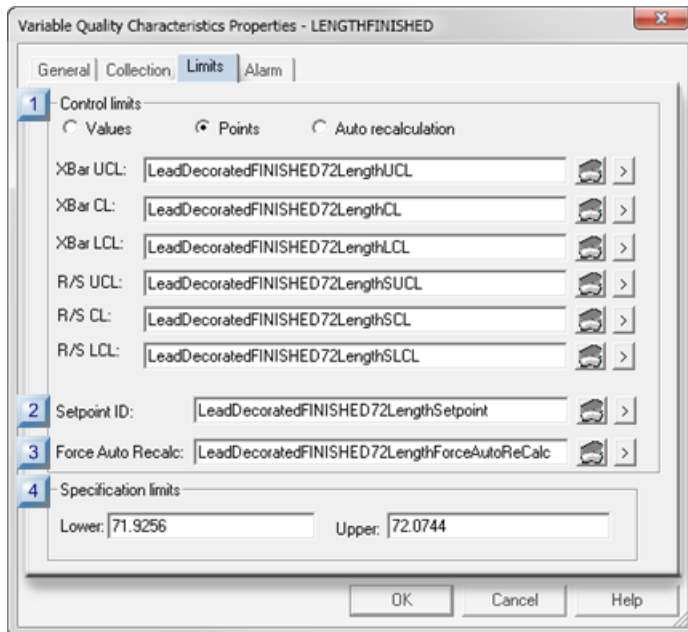 Variable Quality Characteristics Properties - LENGTHFINISHED
General Collection Limits Alarm
1 Control limits
Values Points Auto recalculation
XBar UCL: LeadDecoratedFINISHED72LengthUCL >
XBar CL: LeadDecoratedFINISHED72LengthCL >
XBar LCL: LeadDecoratedFINISHED72LengthLCL >
R/S UCL: LeadDecoratedFINISHED72LengthSUCL >
R/S CL: LeadDecoratedFINISHED72LengthSCL >
R/S LCL: LeadDecoratedFINISHED72LengthSLCL >
2 Setpoint ID: LeadDecoratedFINISHED72LengthSetpoint >
3 Force Auto Recalc: LeadDecoratedFINISHED72LengthForceAutoReCalc >
4 Specification limits
Lower: 71.9256 Upper: 72.0744
OK Cancel Help